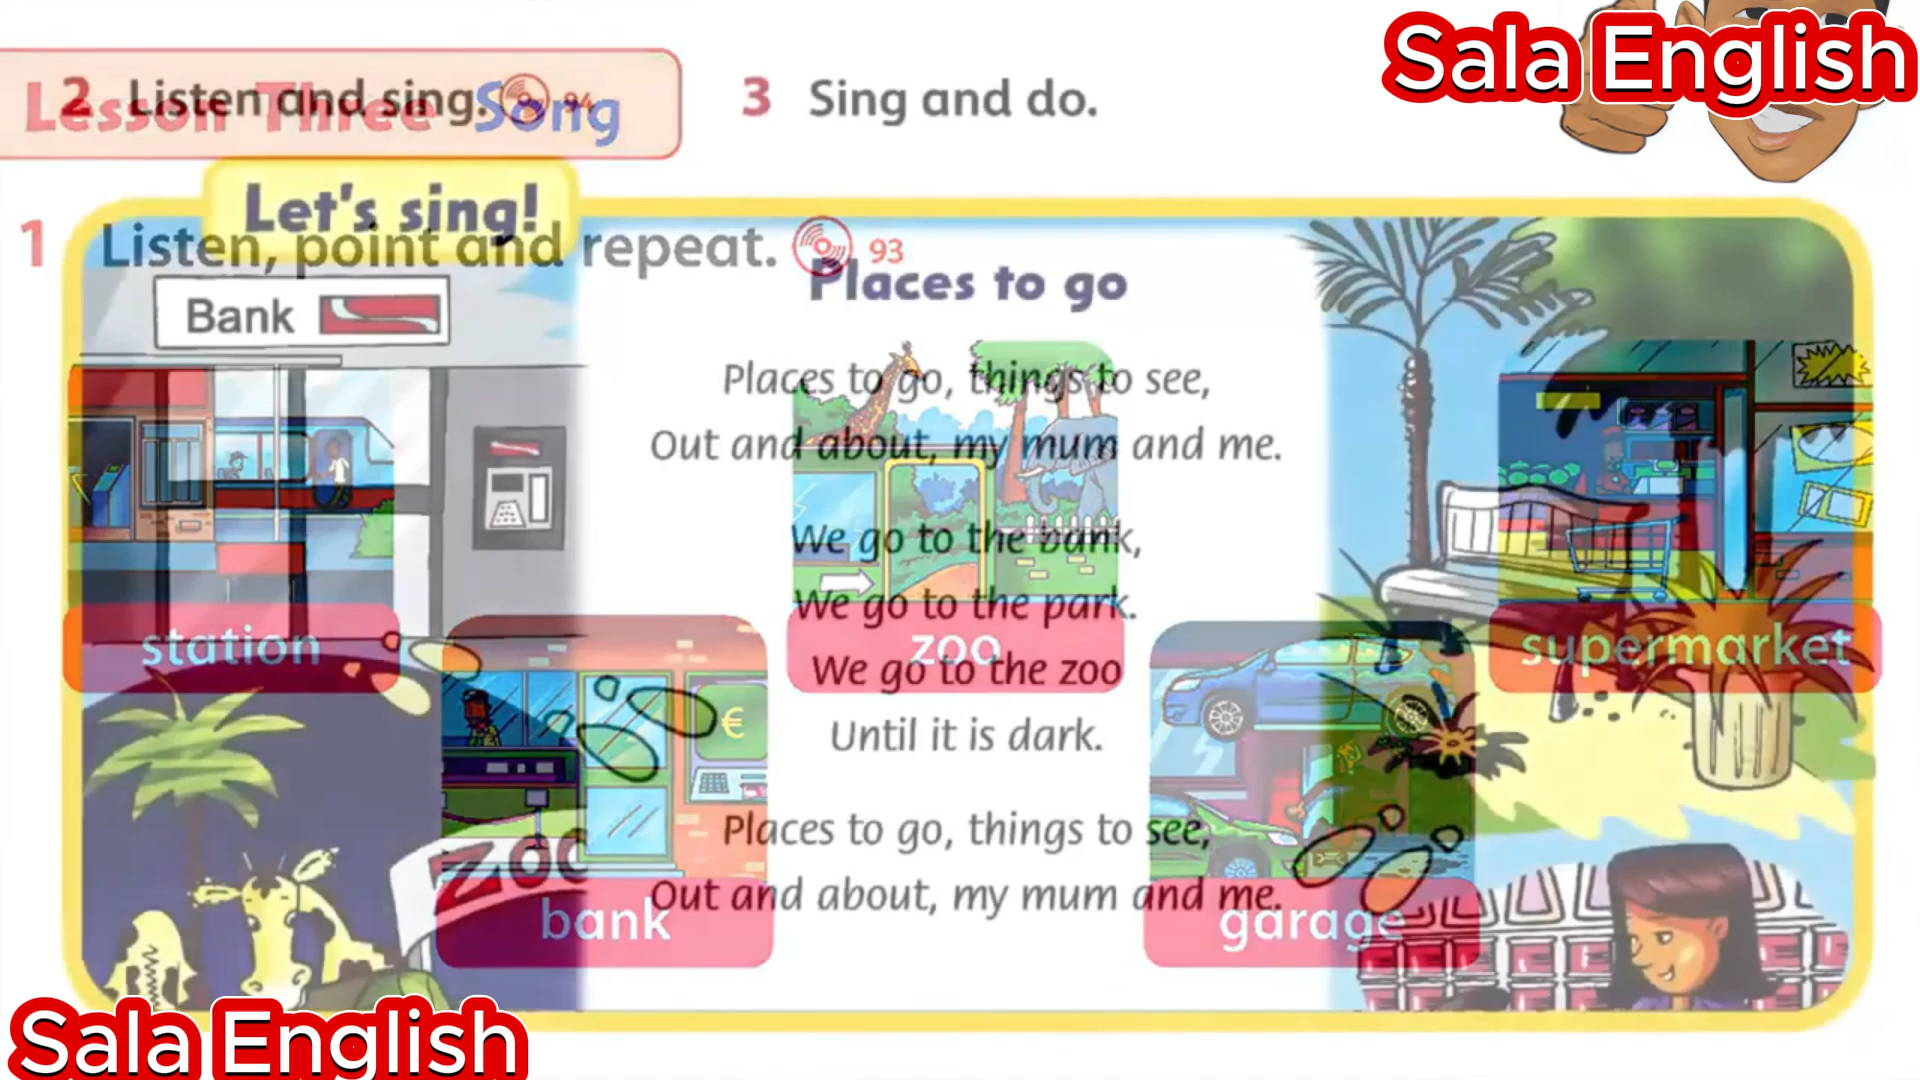 Sala English
Lesson Three Song
2 Listen and sing. 94
3 Sing and do.
Let's sing!
1 Listen, point and repeat. 93
Places to go
Bank
Places to go, things to see,
Out and about, my mum and me.
We go to the bank,
We go to the park.
station
zoo
supermarket
We go to the zoo
€
Until it is dark.
Places to go, things to see,
ZOO
Out and about, my mum and me.
bank
garage
Sala English